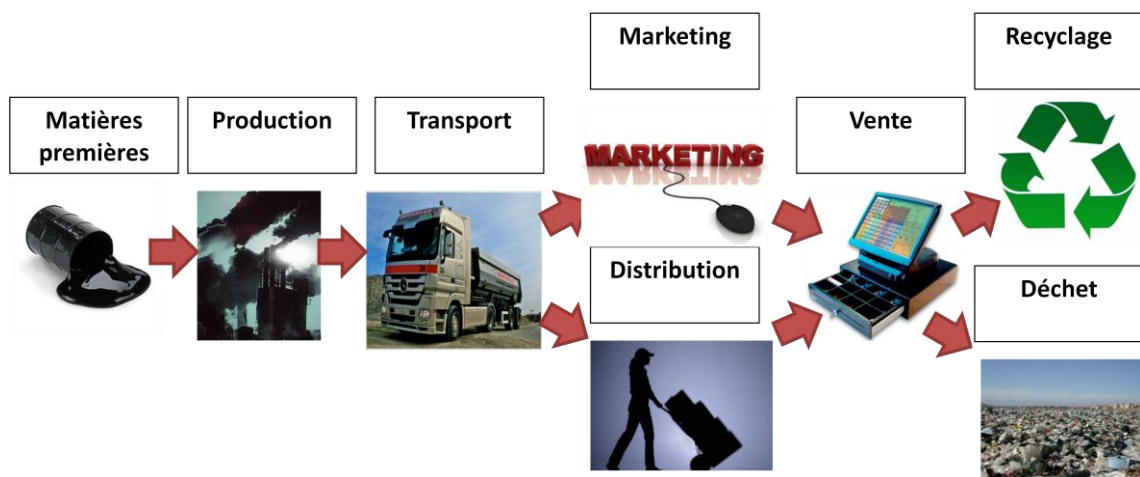 Matières
premières
Production
Transport
Marketing
MARKETING
Distribution
Vente
Recyclage
Déchet